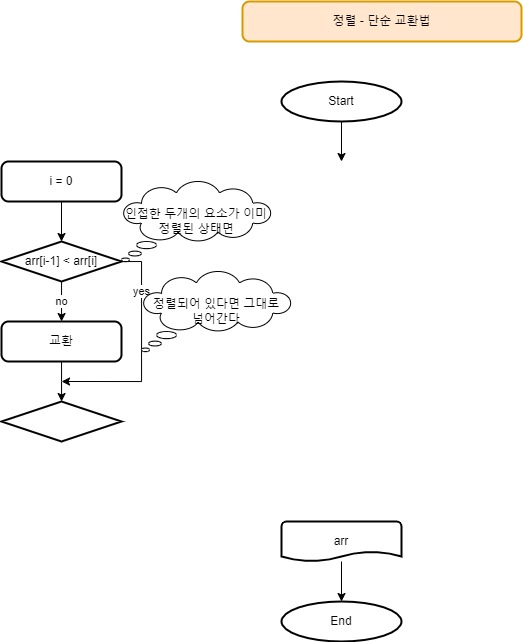 정렬 - 단순 교환법
Start
i = 0
인접한 두개의 요소가 이미
정렬된 상태면
arr[i-1] < arr[i]
yes
no
정렬되어 있다면 그대로
넘어간다
교환
arr
End